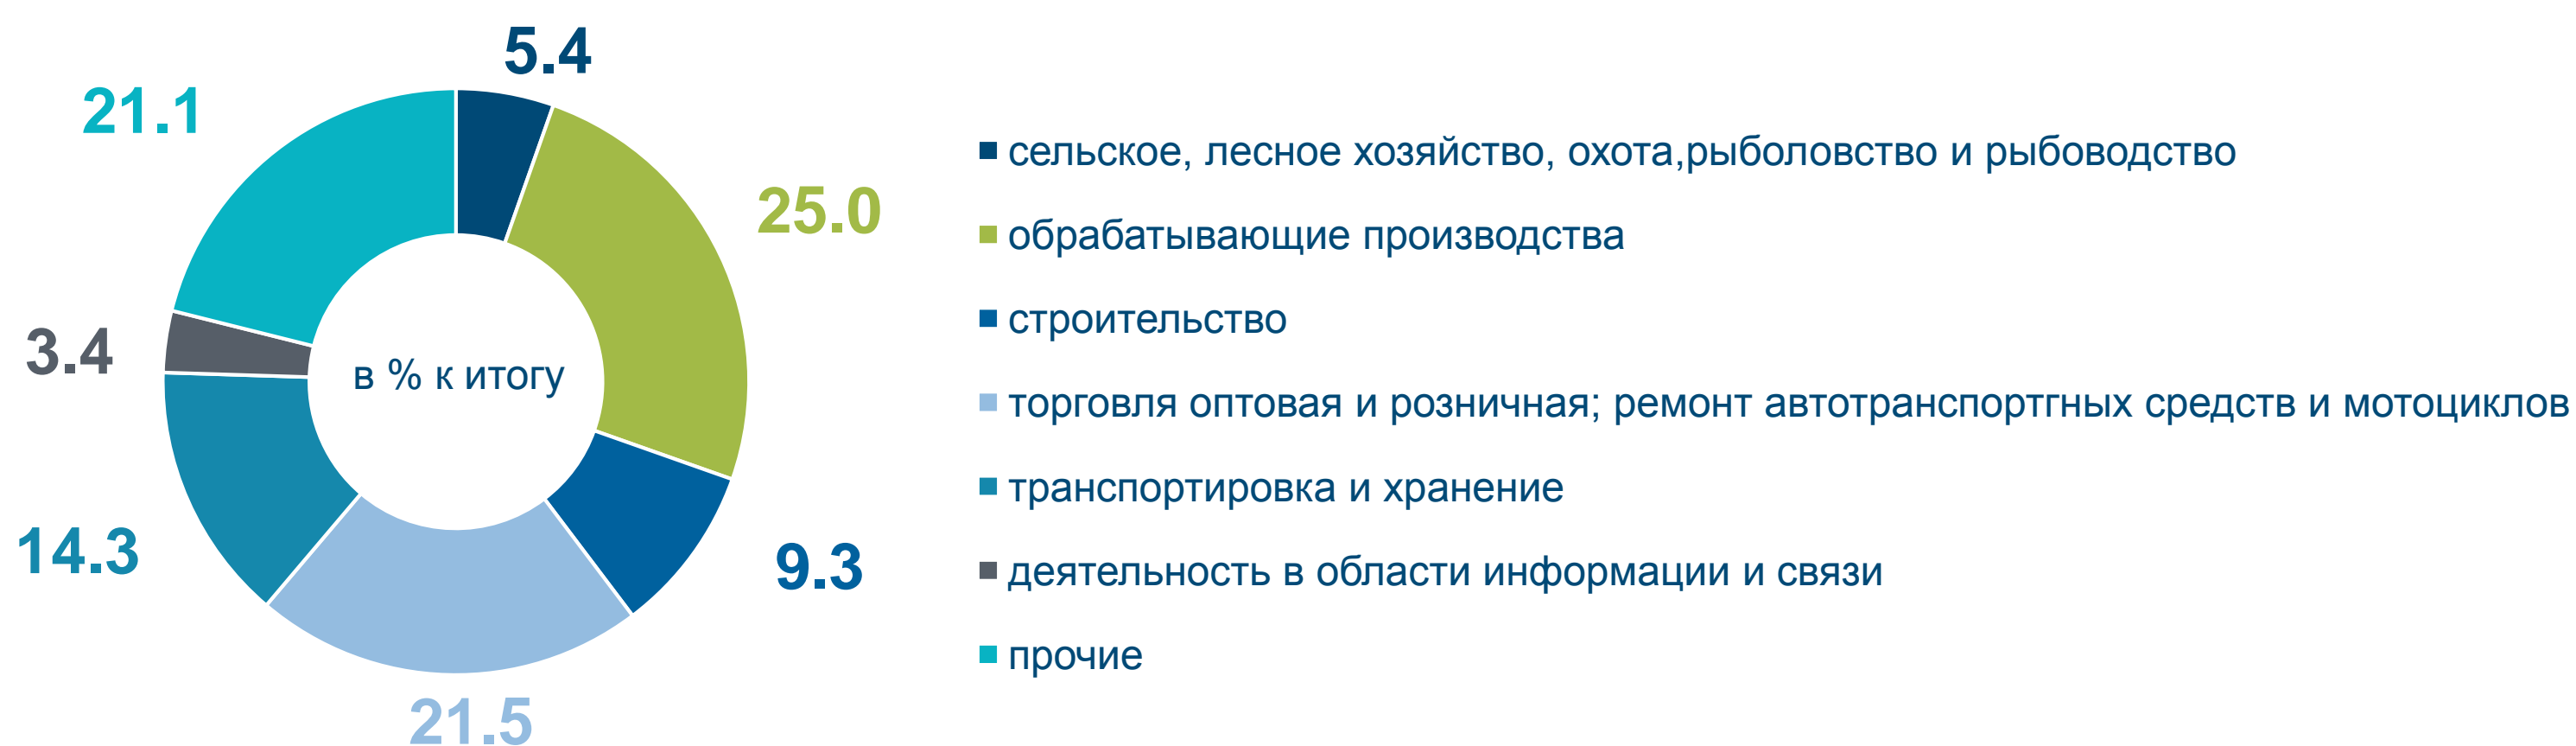 5.4
21.1
25.0
3.4
в % к итогу
14.3
9.3
21.5
сельское, лесное хозяйство, охота,рыболовство и рыбоводство
обрабатывающие производства
строительство
торговля оптовая и розничная; ремонт автотранспортгных средств и мотоциклов
транспортировка и хранение
деятельность в области информации и связи
прочие